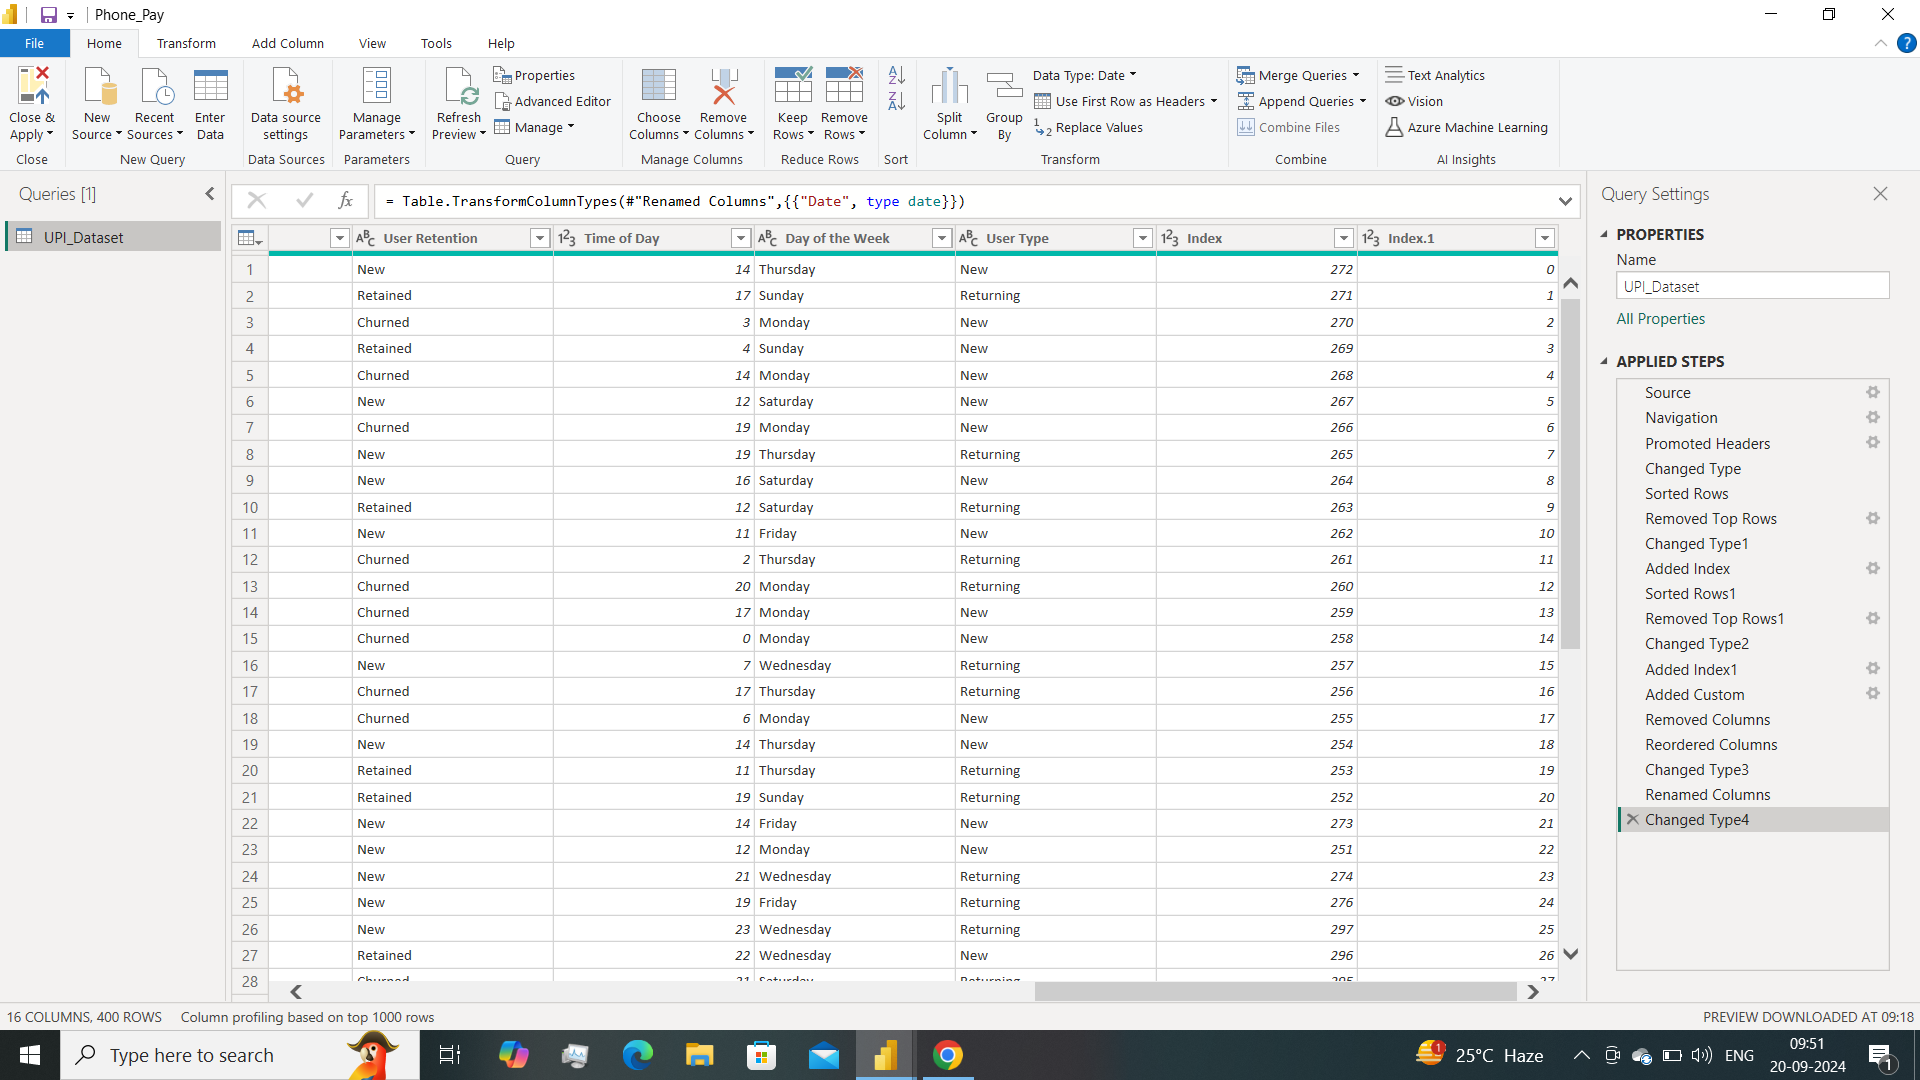 Phone_Pay
File Home Transform Add Column View Tools Help
Close & Apply
New Source
Recent Sources
Enter Data
Data source settings
Manage Parameters
Refresh Preview
Properties
Advanced Editor
Manage
Choose Columns
Remove Columns
Keep Rows
Remove Rows
Split Column
Group By
Data Type: Date
Use First Row as Headers
Replace Values
Merge Queries
Append Queries
Combine Files
Text Analytics
Vision
Azure Machine Learning
Close New Query Data Sources Parameters Query Manage Columns Reduce Rows Sort Transform Combine AI Insights
Queries [1]
UPI_Dataset
fx = Table.TransformColumnTypes(#"Renamed Columns",{{"Date", type date}})
User Retention Time of Day Day of the Week User Type Index Index.1
1 New 14 Thursday New 272 0
2 Retained 17 Sunday Returning 271 1
3 Churned 3 Monday New 270 2
4 Retained 4 Sunday New 269 3
5 Churned 14 Monday New 268 4
6 New 12 Saturday New 267 5
7 Churned 19 Monday New 266 6
8 New 19 Thursday Returning 265 7
9 New 16 Saturday New 264 8
10 Retained 12 Saturday Returning 263 9
11 New 11 Friday New 262 10
12 Churned 2 Thursday Returning 261 11
13 Churned 20 Monday Returning 260 12
14 Churned 17 Monday New 259 13
15 Churned 0 Monday New 258 14
16 New 7 Wednesday Returning 257 15
17 Churned 17 Thursday Returning 256 16
18 Churned 6 Monday New 255 17
19 New 14 Thursday New 254 18
20 Retained 11 Thursday Returning 253 19
21 Retained 19 Sunday Returning 252 20
22 New 14 Friday New 273 21
23 New 12 Monday New 251 22
24 New 21 Wednesday Returning 274 23
25 New 19 Friday Returning 276 24
26 New 23 Wednesday Returning 297 25
27 Retained 22 Wednesday New 296 26
28 Churned 21 Saturday Returning 295 27
Query Settings
PROPERTIES
Name
UPI_Dataset
All Properties
APPLIED STEPS
Source
Navigation
Promoted Headers
Changed Type
Sorted Rows
Removed Top Rows
Changed Type1
Added Index
Sorted Rows1
Removed Top Rows1
Changed Type2
Added Index1
Added Custom
Removed Columns
Reordered Columns
Changed Type3
Renamed Columns
Changed Type4
16 COLUMNS, 400 ROWS Column profiling based on top 1000 rows
PREVIEW DOWNLOADED AT 09:18
Type here to search
25°C Haze
ENG
09:51
20-09-2024
1